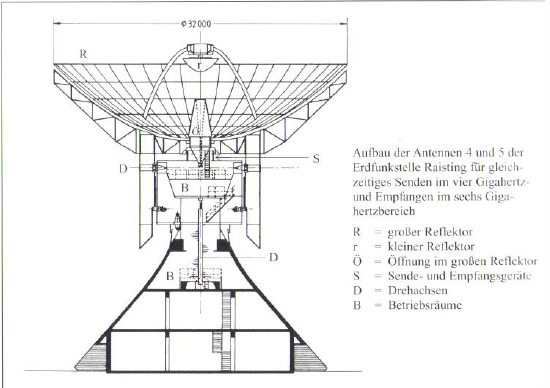 Φ32000
R
r
Ö
S
D
B
D
B
Aufbau der Antennen 4 und 5 der
Erdfunkstelle Raisting für gleich-
zeitiges Senden im vier Gigahertz-
und Empfangen im sechs Giga-
hertzbereich
R = großer Reflektor
r = kleiner Reflektor
Ö = Öffnung im großen Reflektor
S = Sende- und Empfangsgeräte
D = Drehachsen
B = Betriebsräume